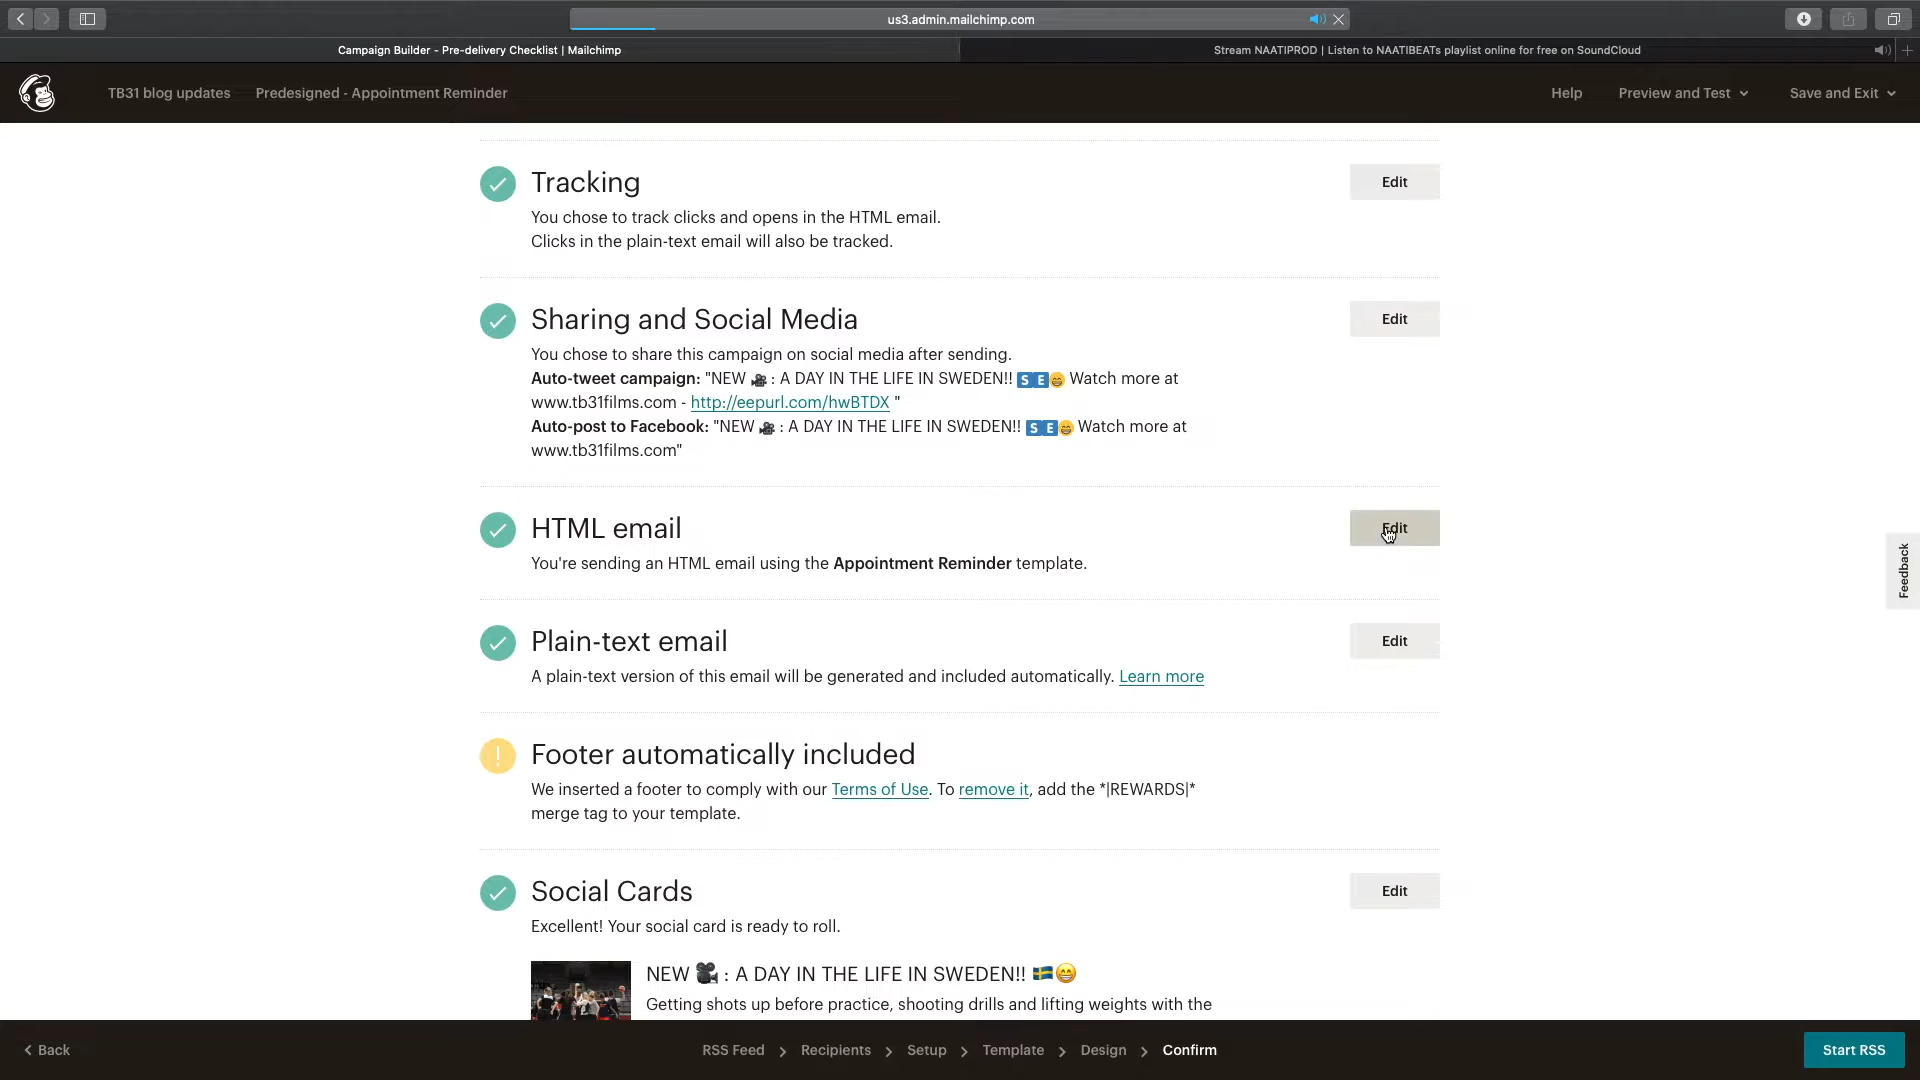 us3.admin.mailchimp.com
Campaign Builder - Pre-delivery Checklist | Mailchimp
Stream NAATIPROD | Listen to NAATIBEATs playlist online for free on SoundCloud
TB31 blog updates
Predesigned - Appointment Reminder
Help
Preview and Test
Save and Exit
Tracking
Edit
You chose to track clicks and opens in the HTML email.
Clicks in the plain-text email will also be tracked.
Sharing and Social Media
Edit
You chose to share this campaign on social media after sending.
Auto-tweet campaign: "NEW 🎥 : A DAY IN THE LIFE IN SWEDEN!! 🇸🇪😁 Watch more at
www.tb31films.com - http://eepurl.com/hwBTDX "
Auto-post to Facebook: "NEW 🎥 : A DAY IN THE LIFE IN SWEDEN!! 🇸🇪😁 Watch more at
www.tb31films.com"
HTML email
Edit
You're sending an HTML email using the Appointment Reminder template.
Feedback
Plain-text email
Edit
A plain-text version of this email will be generated and included automatically. Learn more
Footer automatically included
We inserted a footer to comply with our Terms of Use. To remove it, add the *|REWARDS|*
merge tag to your template.
Social Cards
Edit
Excellent! Your social card is ready to roll.
NEW 🎥 : A DAY IN THE LIFE IN SWEDEN!! 🇸🇪😁
Getting shots up before practice, shooting drills and lifting weights with the
Back
RSS Feed > Recipients > Setup > Template > Design > Confirm
Start RSS